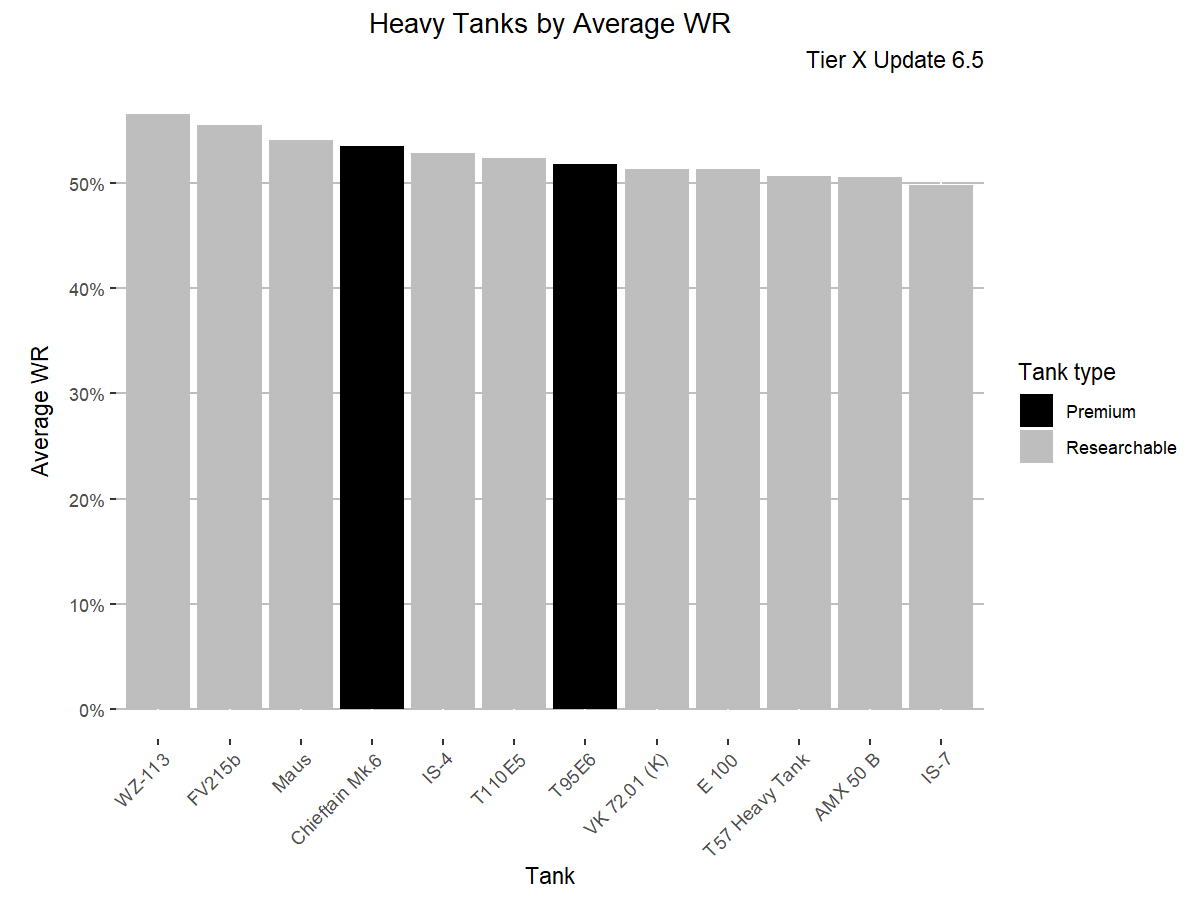 Heavy Tanks by Average WR
Tier X Update 6.5
Average WR
50%
40%
30%
20%
10%
0%
WZ-113
FV215b
Maus
Chieftain Mk.6
IS-4
T110E5
T95E6
VK 72.01 (K)
E 100
T57 Heavy Tank
AMX 50 B
IS-7
Tank
Tank type
Premium
Researchable